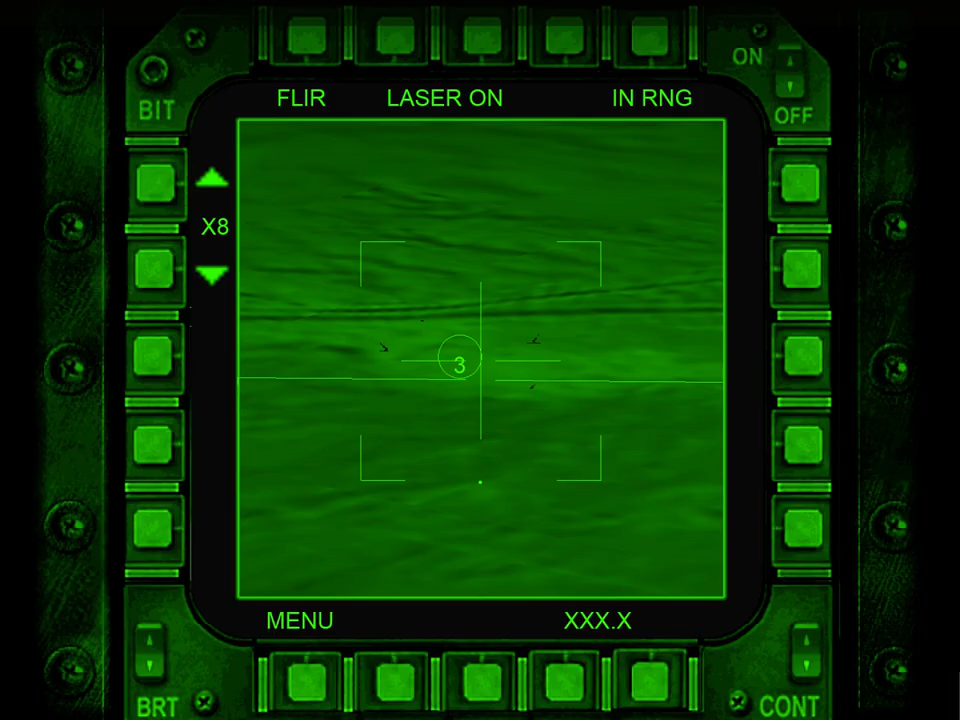 ON
FLIR LASER ON IN RNG
BIT
OFF
X8
3
MENU XXX.X
BRT CONT